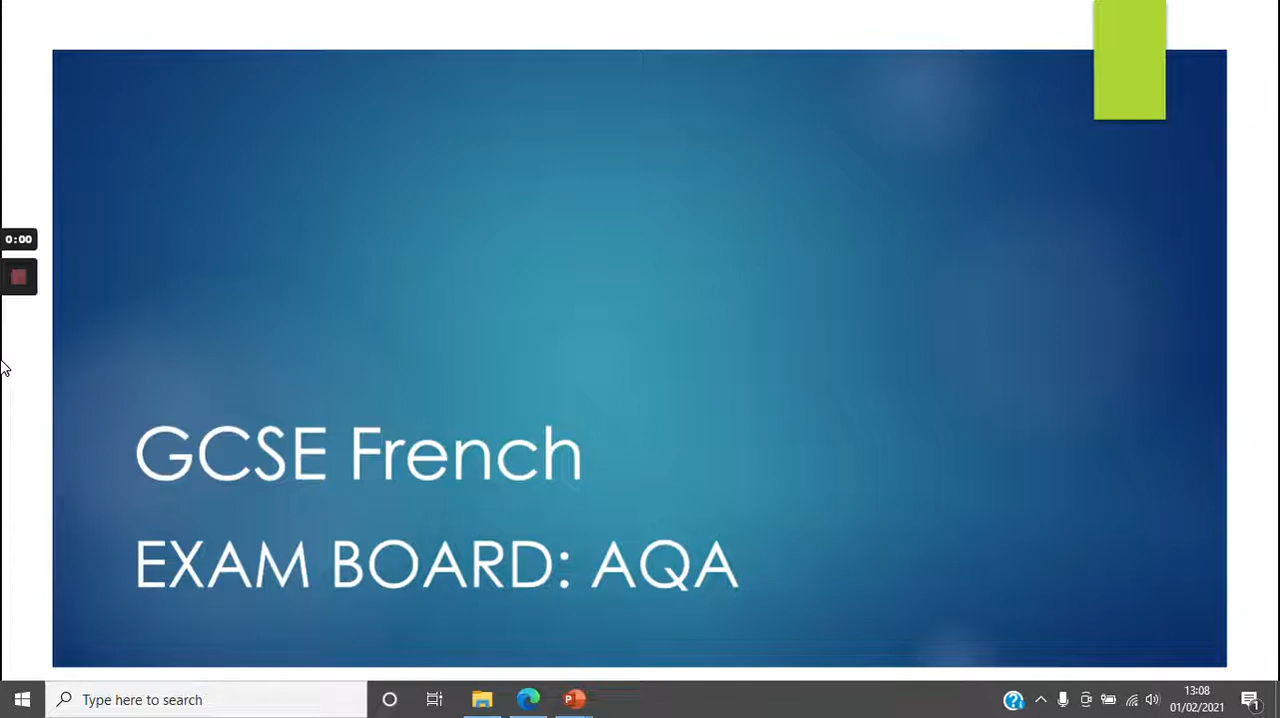 0:00
GCSE French
EXAM BOARD: AQA
Type here to search
13:08
01/02/2021